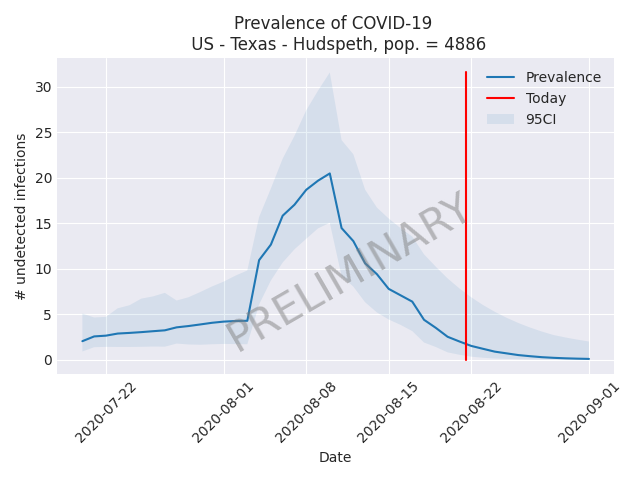 Prevalence of COVID-19
US - Texas - Hudspeth, pop. = 4886
Prevalence
Today
95CI
30
25
20
15
10
5
0
# undetected infections
PRELIMINARY
2020-07-22
2020-08-01
2020-08-08
2020-08-15
2020-08-22
2020-09-01
Date